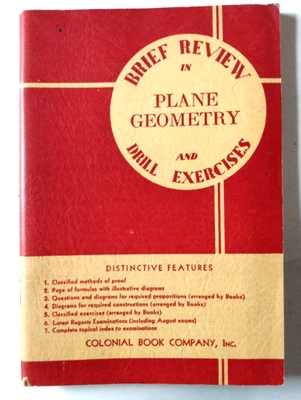 BRIEF REVIEW
IN
PLANE
GEOMETRY
AND
DRILL EXERCISES
DISTINCTIVE FEATURES
1. Classified methods of proof
2. Page of formulas with illustrative diagrams
3. Questions and diagrams for required propositions (arranged by Books)
4. Diagrams for required constructions (arranged by Books)
5. Classified exercises (arranged by Books)
6. Latest Regents Examinations (including August exams)
7. Complete topical index to examinations
COLONIAL BOOK COMPANY, INC.